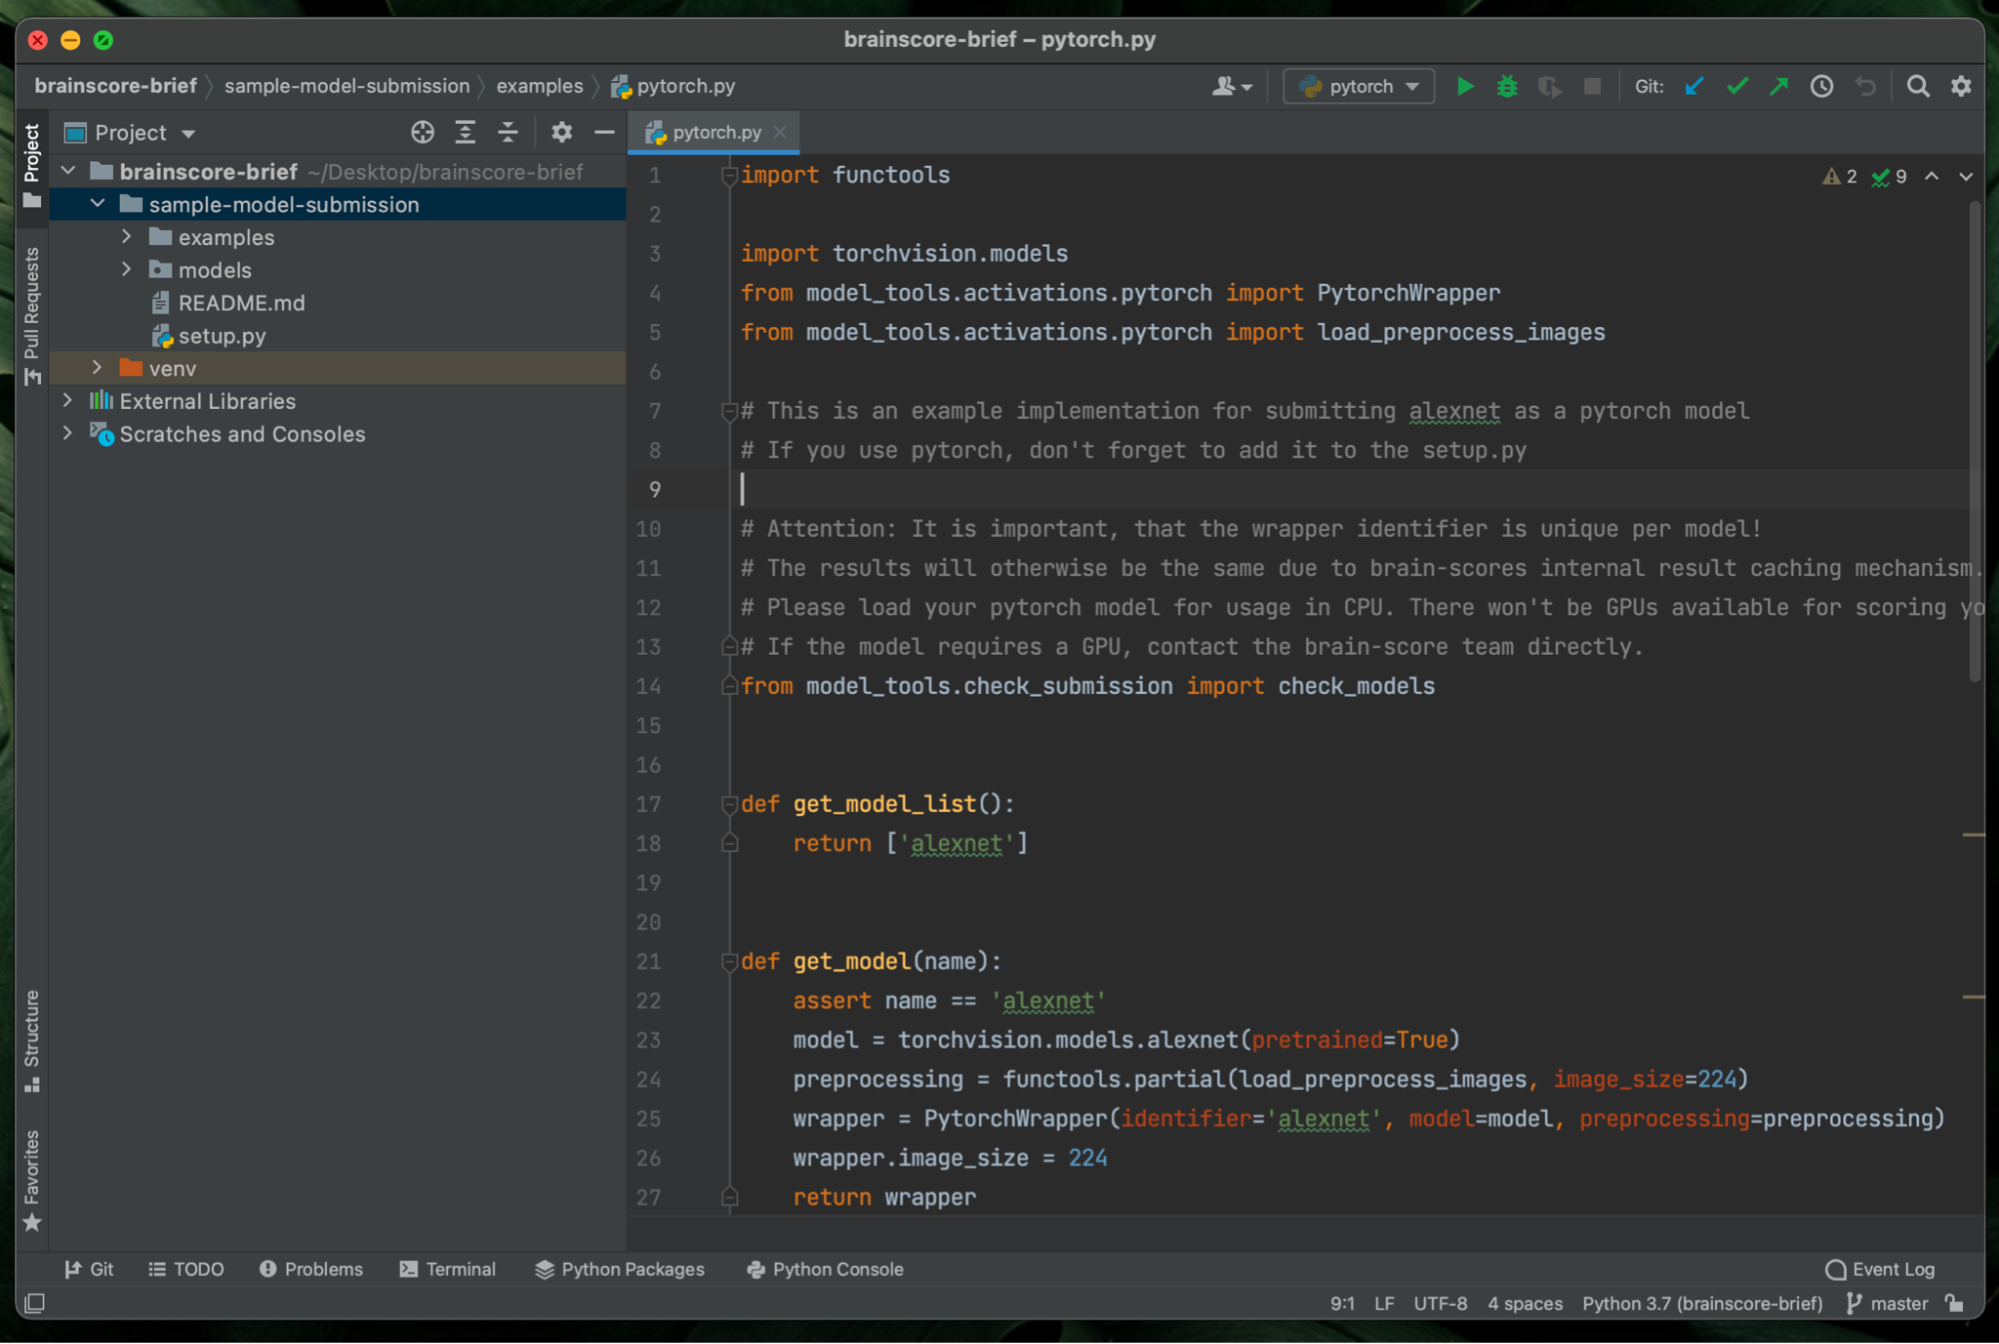 brainscore-brief – pytorch.py
brainscore-brief sample-model-submission examples pytorch.py
pytorch
Git:
Project
pytorch.py
Project
Pull Requests
Structure
Favorites
brainscore-brief ~/Desktop/brainscore-brief
sample-model-submission
examples
models
README.md
setup.py
venv
External Libraries
Scratches and Consoles
2 9
1 import functools
2
3 import torchvision.models
4 from model_tools.activations.pytorch import PytorchWrapper
5 from model_tools.activations.pytorch import load_preprocess_images
6
7 # This is an example implementation for submitting alexnet as a pytorch model
8 # If you use pytorch, don't forget to add it to the setup.py
9
10 # Attention: It is important, that the wrapper identifier is unique per model!
11 # The results will otherwise be the same due to brain-scores internal result caching mechanism.
12 # Please load your pytorch model for usage in CPU. There won't be GPUs available for scoring yo
13 # If the model requires a GPU, contact the brain-score team directly.
14 from model_tools.check_submission import check_models
15
16
17 def get_model_list():
18 return ['alexnet']
19
20
21 def get_model(name):
22 assert name == 'alexnet'
23 model = torchvision.models.alexnet(pretrained=True)
24 preprocessing = functools.partial(load_preprocess_images, image_size=224)
25 wrapper = PytorchWrapper(identifier='alexnet', model=model, preprocessing=preprocessing)
26 wrapper.image_size = 224
27 return wrapper
Git TODO Problems Terminal Python Packages Python Console Event Log
9:1 LF UTF-8 4 spaces Python 3.7 (brainscore-brief) master